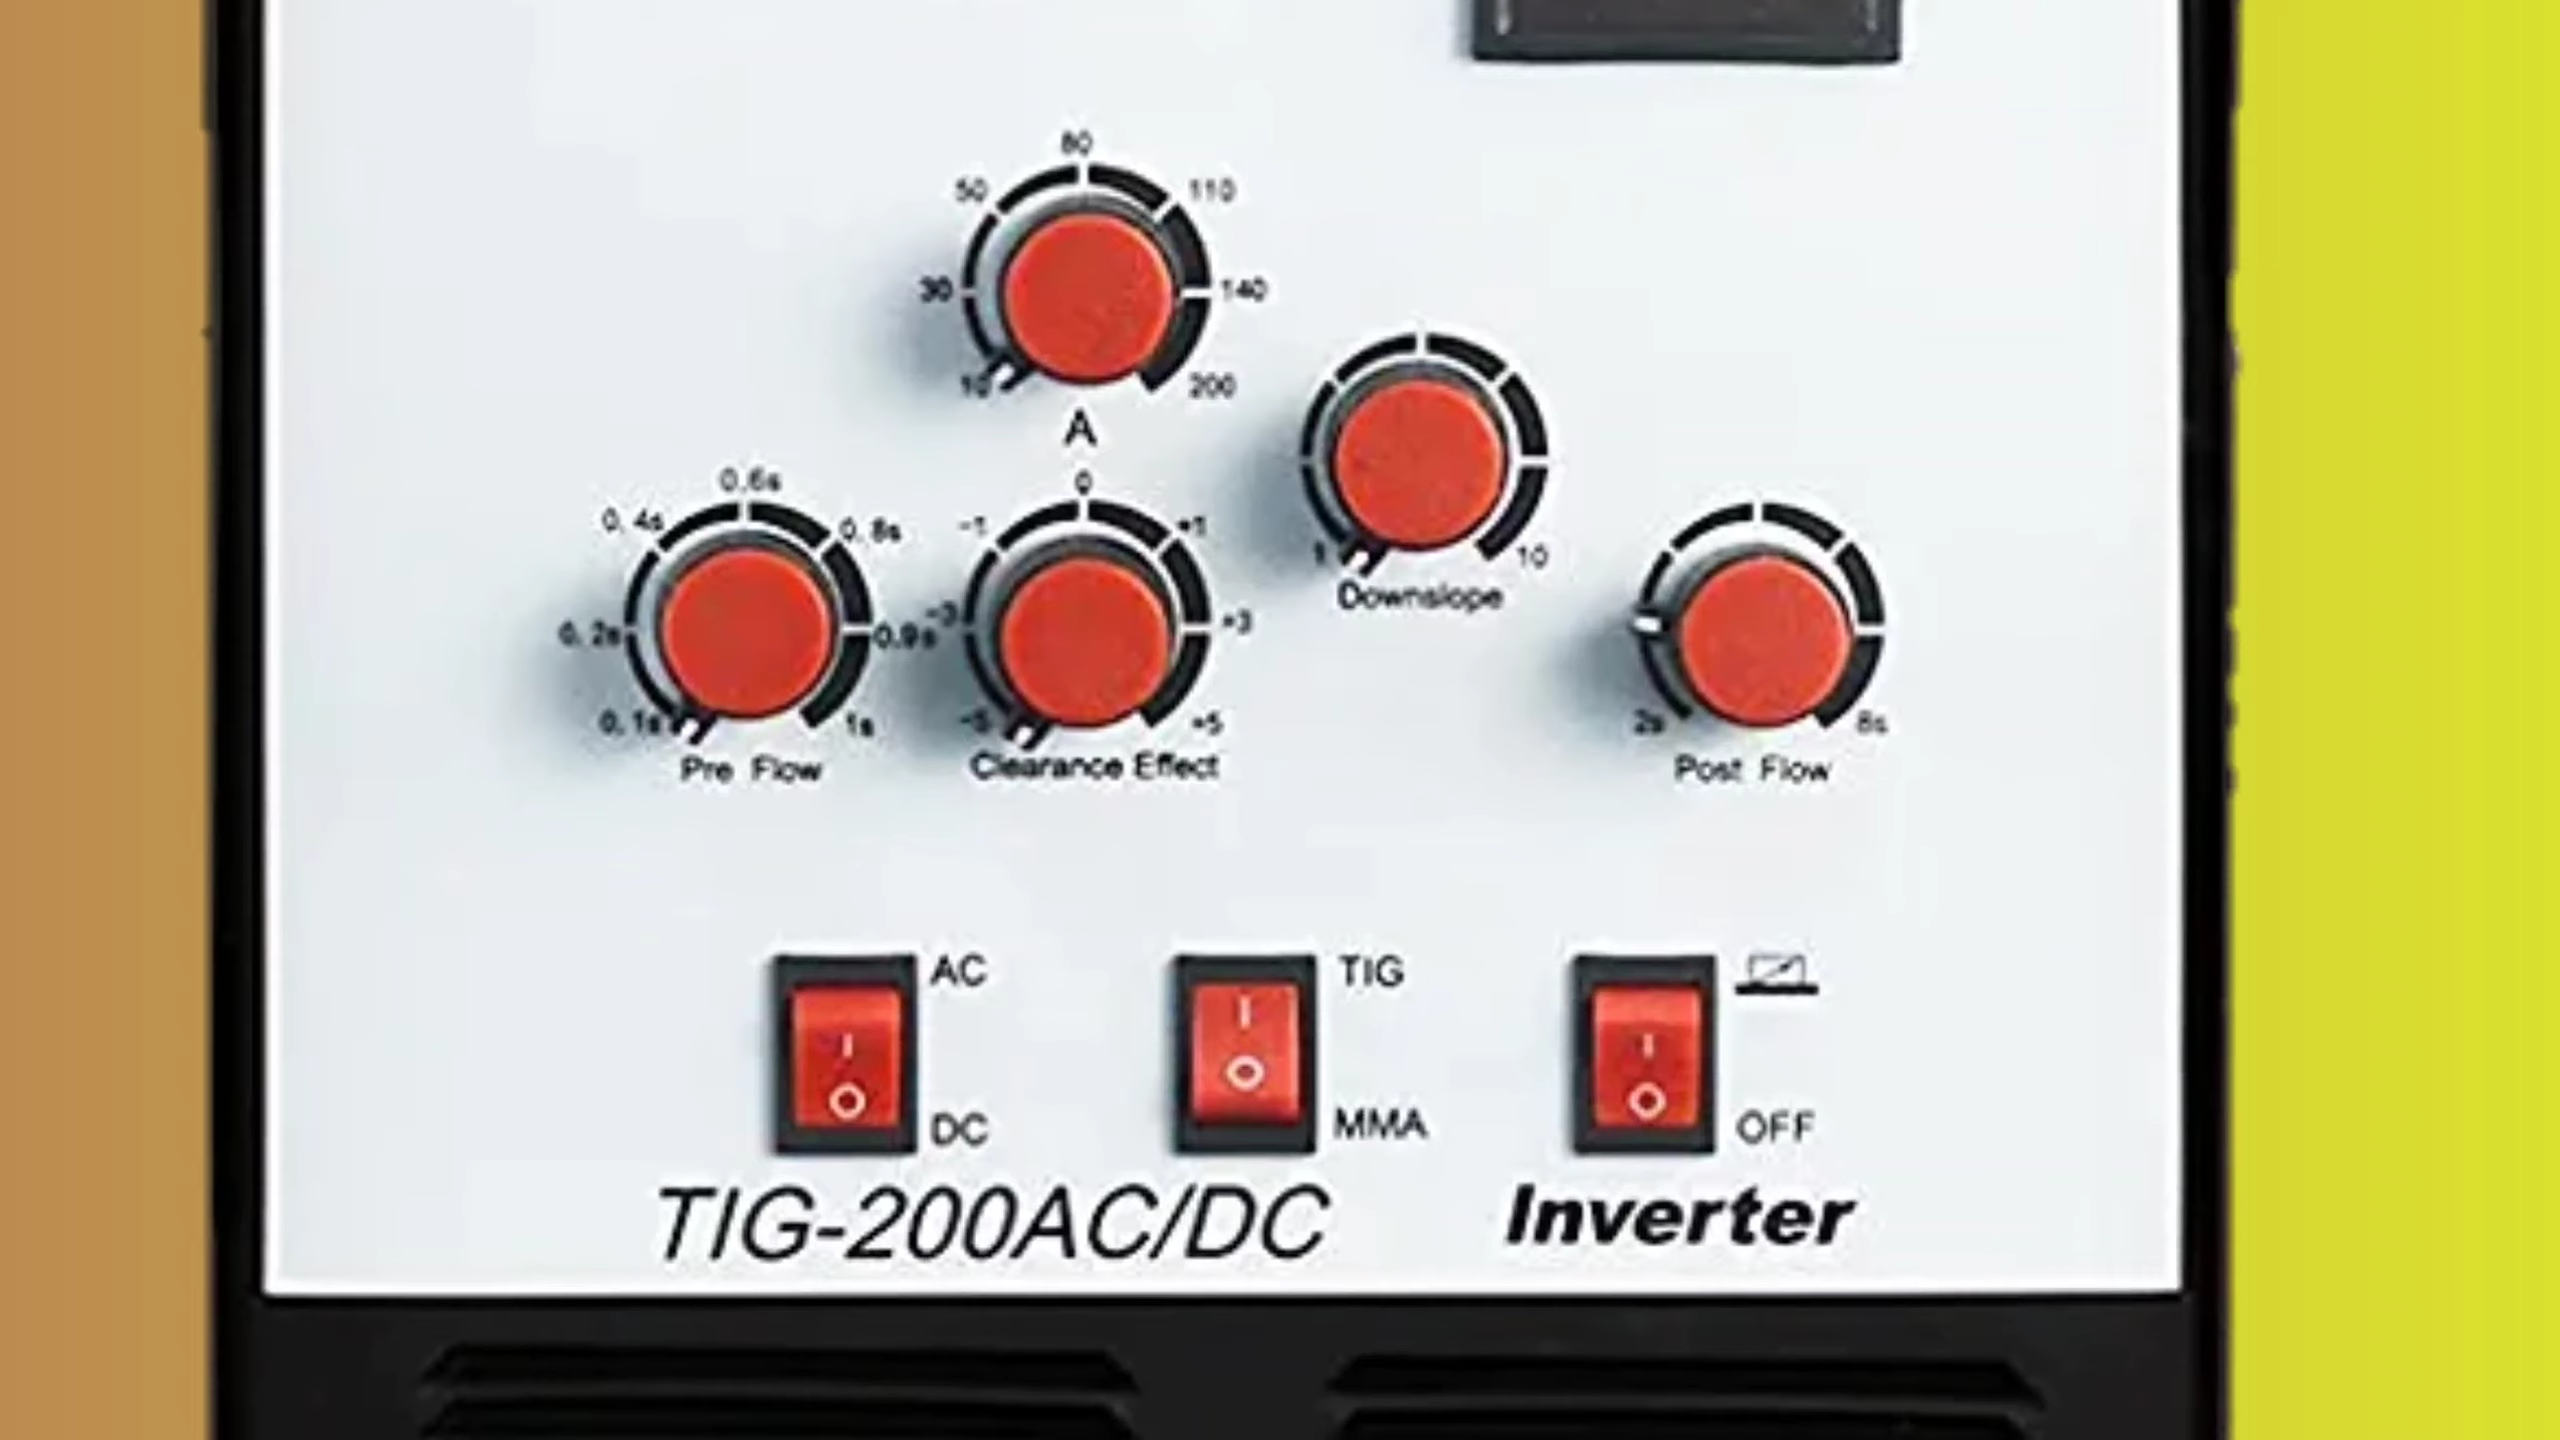 80
50 110
30 140
10 200
A
1 10
Downslope
0.6s
0.4s 0.8s
0.2s 0.9s
0.1s 1s
Pre Flow
0
-1 +1
-3 +3
-5 +5
Clearance Effect
2s 8s
Post Flow
AC
DC
TIG
MMA
OFF
TIG-200AC/DC Inverter